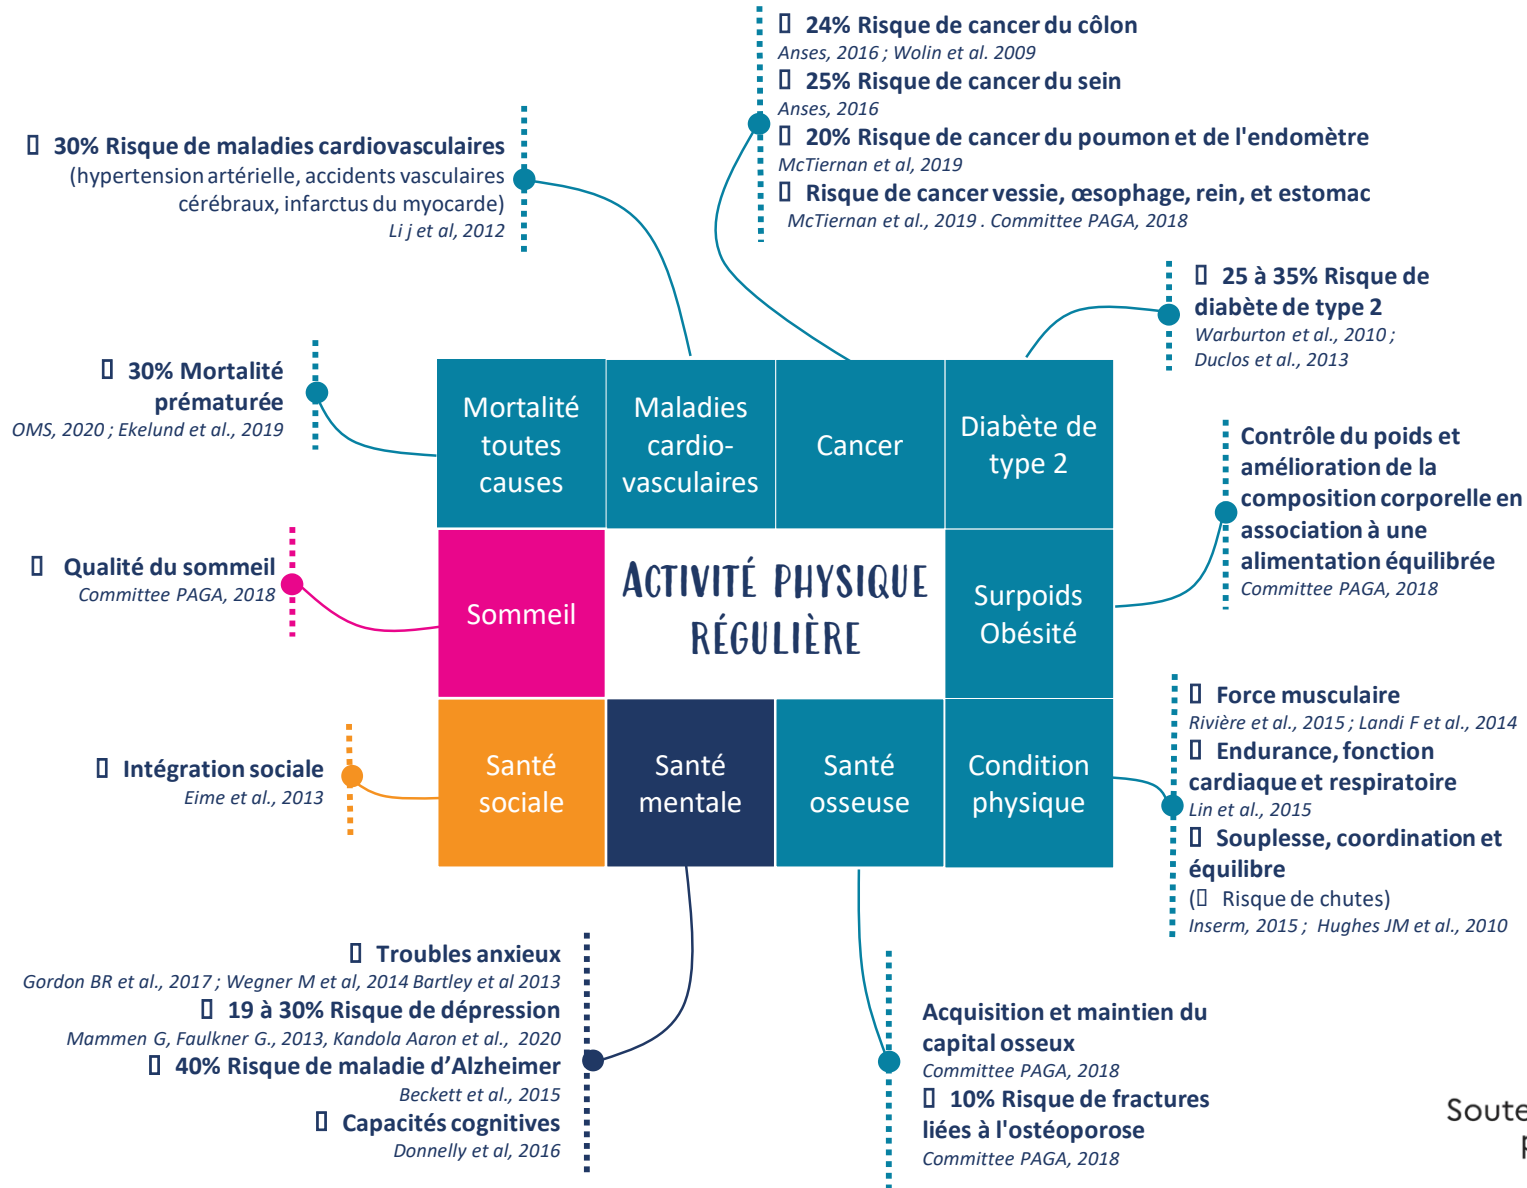 24% Risque de cancer du côlon
Anses, 2016 ; Wolin et al. 2009
25% Risque de cancer du sein
Anses, 2016
20% Risque de cancer du poumon et de l'endomètre
McTiernan et al, 2019
Risque de cancer vessie, œsophage, rein, et estomac
McTiernan et al., 2019 . Committee PAGA, 2018
30% Risque de maladies cardiovasculaires
(hypertension artérielle, accidents vasculaires
cérébraux, infarctus du myocarde)
Li j et al, 2012
25 à 35% Risque de
diabète de type 2
Warburton et al., 2010 ;
Duclos et al., 2013
30% Mortalité
prématurée
OMS, 2020 ; Ekelund et al., 2019
Mortalité
toutes
causes
Maladies
cardio-
vasculaires
Cancer
Diabète de
type 2
Contrôle du poids et
amélioration de la
composition corporelle en
association à une
alimentation équilibrée
Committee PAGA, 2018
Qualité du sommeil
Committee PAGA, 2018
Sommeil
ACTIVITÉ PHYSIQUE
RÉGULIÈRE
Surpoids
Obésité
Intégration sociale
Eime et al., 2013
Santé
sociale
Santé
mentale
Santé
osseuse
Condition
physique
Force musculaire
Rivière et al., 2015 ; Landi F et al., 2014
Endurance, fonction
cardiaque et respiratoire
Lin et al., 2015
Souplesse, coordination et
équilibre
( Risque de chutes)
Inserm, 2015 ; Hughes JM et al., 2010
Troubles anxieux
Gordon BR et al., 2017 ; Wegner M et al, 2014 Bartley et al 2013
19 à 30% Risque de dépression
Mammen G, Faulkner G., 2013, Kandola Aaron et al., 2020
40% Risque de maladie d'Alzheimer
Beckett et al., 2015
Capacités cognitives
Donnelly et al, 2016
Acquisition et maintien du
capital osseux
Committee PAGA, 2018
10% Risque de fractures
liées à l'ostéoporose
Committee PAGA, 2018